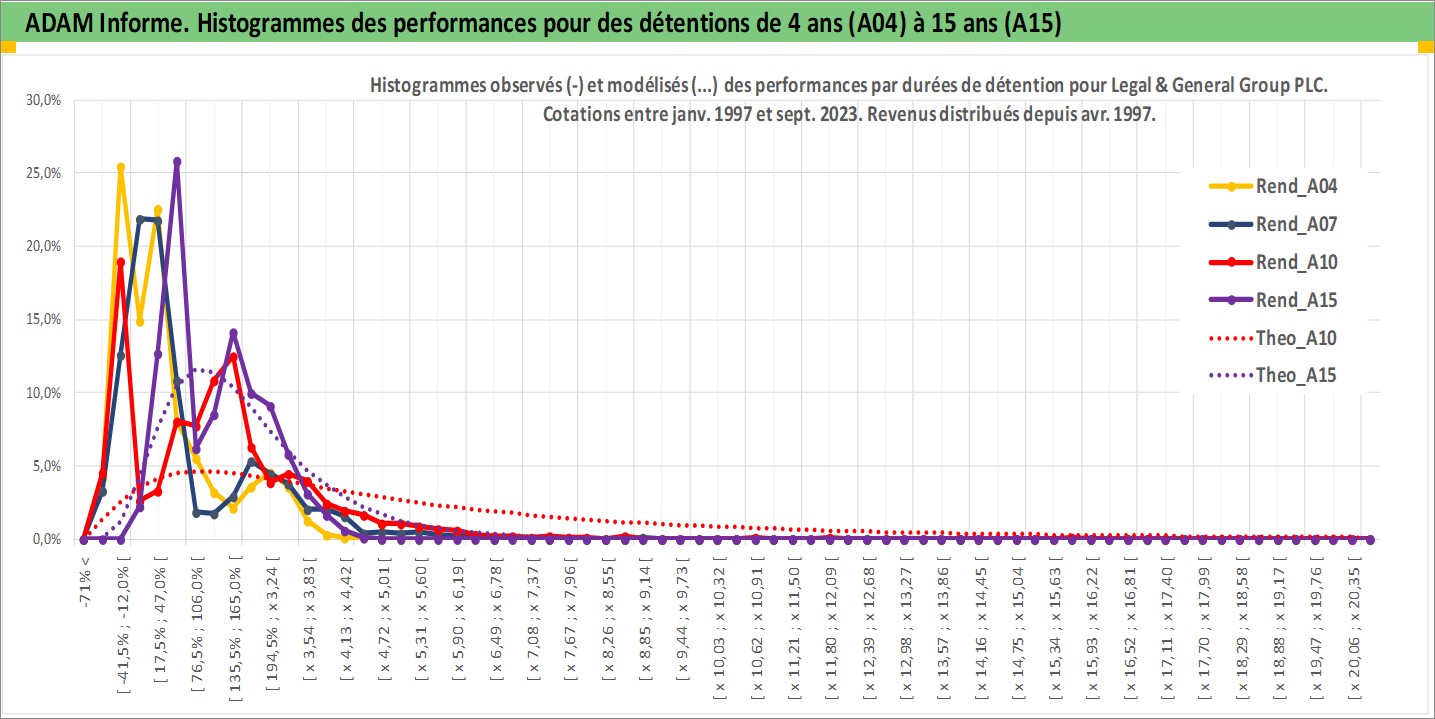 ADAM Informe. Histogrammes des performances pour des détentions de 4 ans (A04) à 15 ans (A15)
Histogrammes observés (-) et modélisés (...) des performances par durées de détention pour Legal & General Group PLC.
Cotations entre janv. 1997 et sept. 2023. Revenus distribués depuis avr. 1997.
30,0%
25,0%
20,0%
15,0%
10,0%
5,0%
0,0%
Rend_A04
Rend_A07
Rend_A10
Rend_A15
Theo_A10
Theo_A15
-71% <
[ -41,5% ; -12,0% [
[ 17,5% ; 47,0% [
[ 76,5% ; 106,0% [
[ 135,5% ; 165,0% [
[ 194,5% ; x 3,24 [
[ x 3,54 ; x 3,83 [
[ x 4,13 ; x 4,42 [
[ x 4,72 ; x 5,01 [
[ x 5,31 ; x 5,60 [
[ x 5,90 ; x 6,19 [
[ x 6,49 ; x 6,78 [
[ x 7,08 ; x 7,37 [
[ x 7,67 ; x 7,96 [
[ x 8,26 ; x 8,55 [
[ x 8,85 ; x 9,14 [
[ x 9,44 ; x 9,73 [
[ x 10,03 ; x 10,32 [
[ x 10,62 ; x 10,91 [
[ x 11,21 ; x 11,50 [
[ x 11,80 ; x 12,09 [
[ x 12,39 ; x 12,68 [
[ x 12,98 ; x 13,27 [
[ x 13,57 ; x 13,86 [
[ x 14,16 ; x 14,45 [
[ x 14,75 ; x 15,04 [
[ x 15,34 ; x 15,63 [
[ x 15,93 ; x 16,22 [
[ x 16,52 ; x 16,81 [
[ x 17,11 ; x 17,40 [
[ x 17,70 ; x 17,99 [
[ x 18,29 ; x 18,58 [
[ x 18,88 ; x 19,17 [
[ x 19,47 ; x 19,76 [
[ x 20,06 ; x 20,35 [